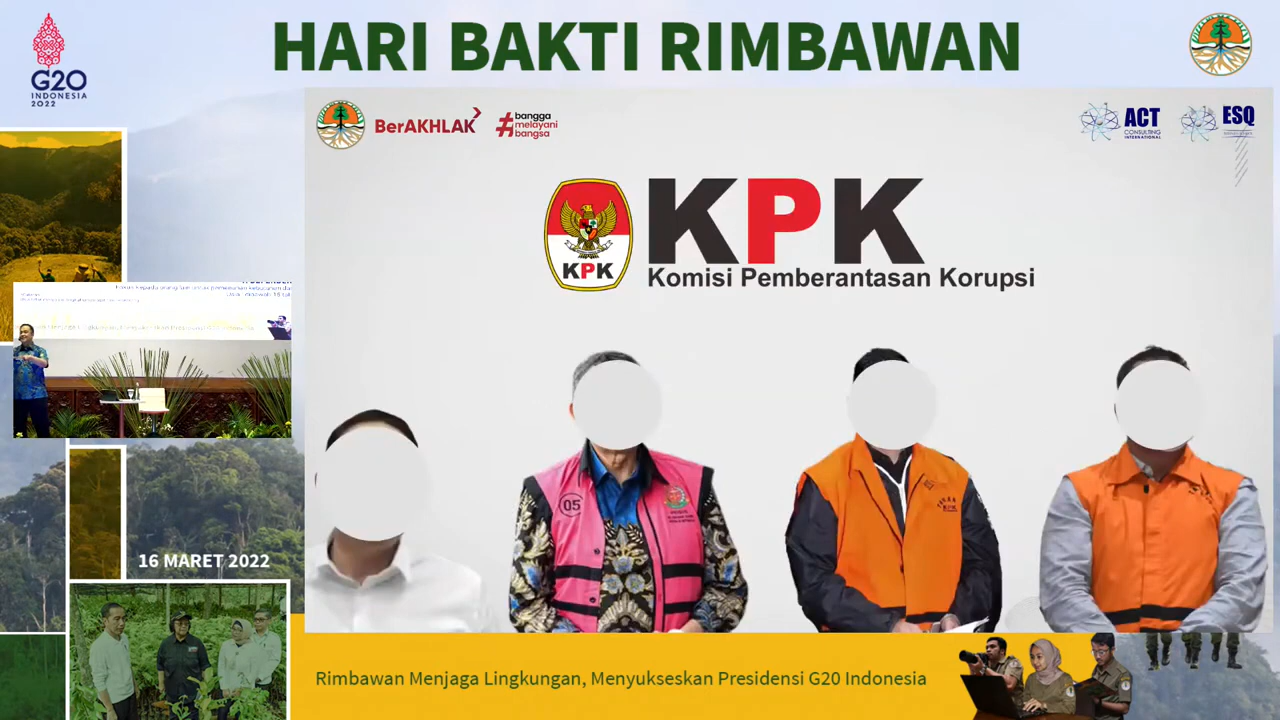 G20
INDONESIA
2022
HARI BAKTI RIMBAWAN
BerAKHLAK
#bangga
melayani
bangsa
ACT
CONSULTING
INTERNATIONAL
ESQ
KPK
KPK
Komisi Pemberantasan Korupsi
05
KPK
16 MARET 2022
Rimbawan Menjaga Lingkungan, Menyukseskan Presidensi G20 Indonesia